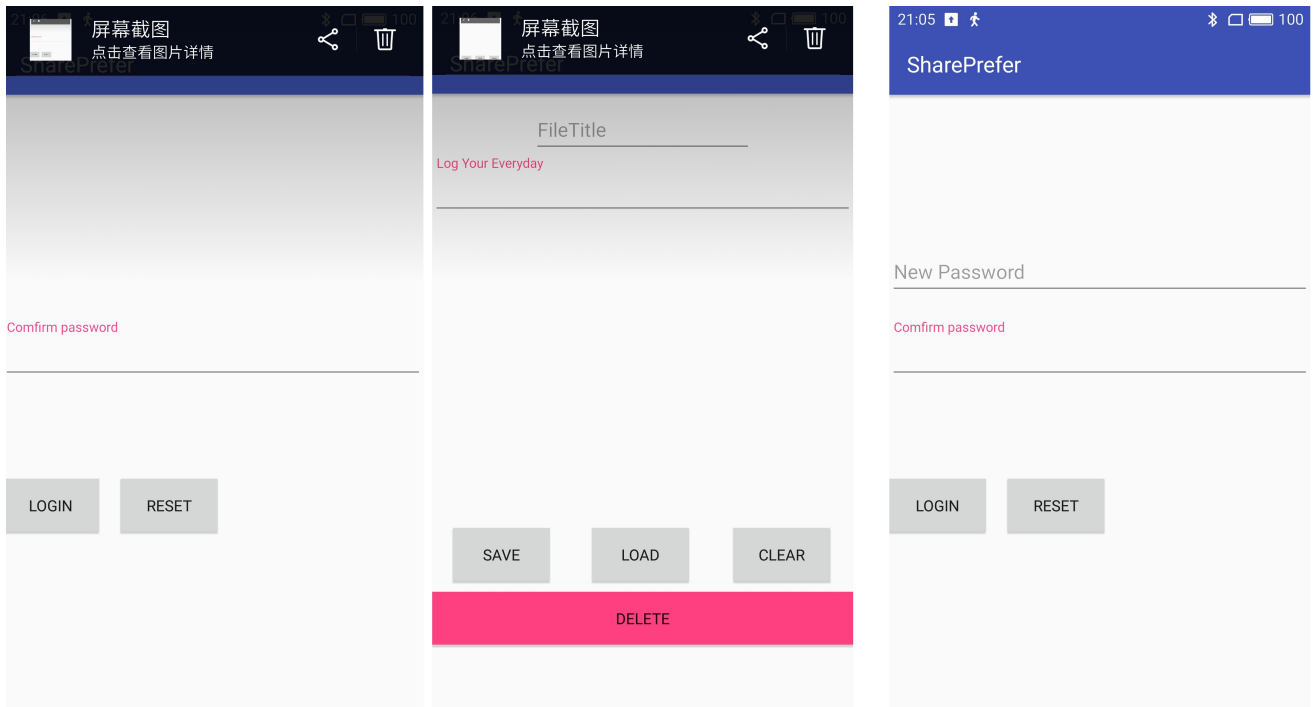 屏幕截图
点击查看图片详情
SharePrefer
Comfirm password
LOGIN
RESET
屏幕截图
点击查看图片详情
SharePrefer
FileTitle
Log Your Everyday
SAVE
LOAD
CLEAR
DELETE
21:05
100
SharePrefer
New Password
Comfirm password
LOGIN
RESET